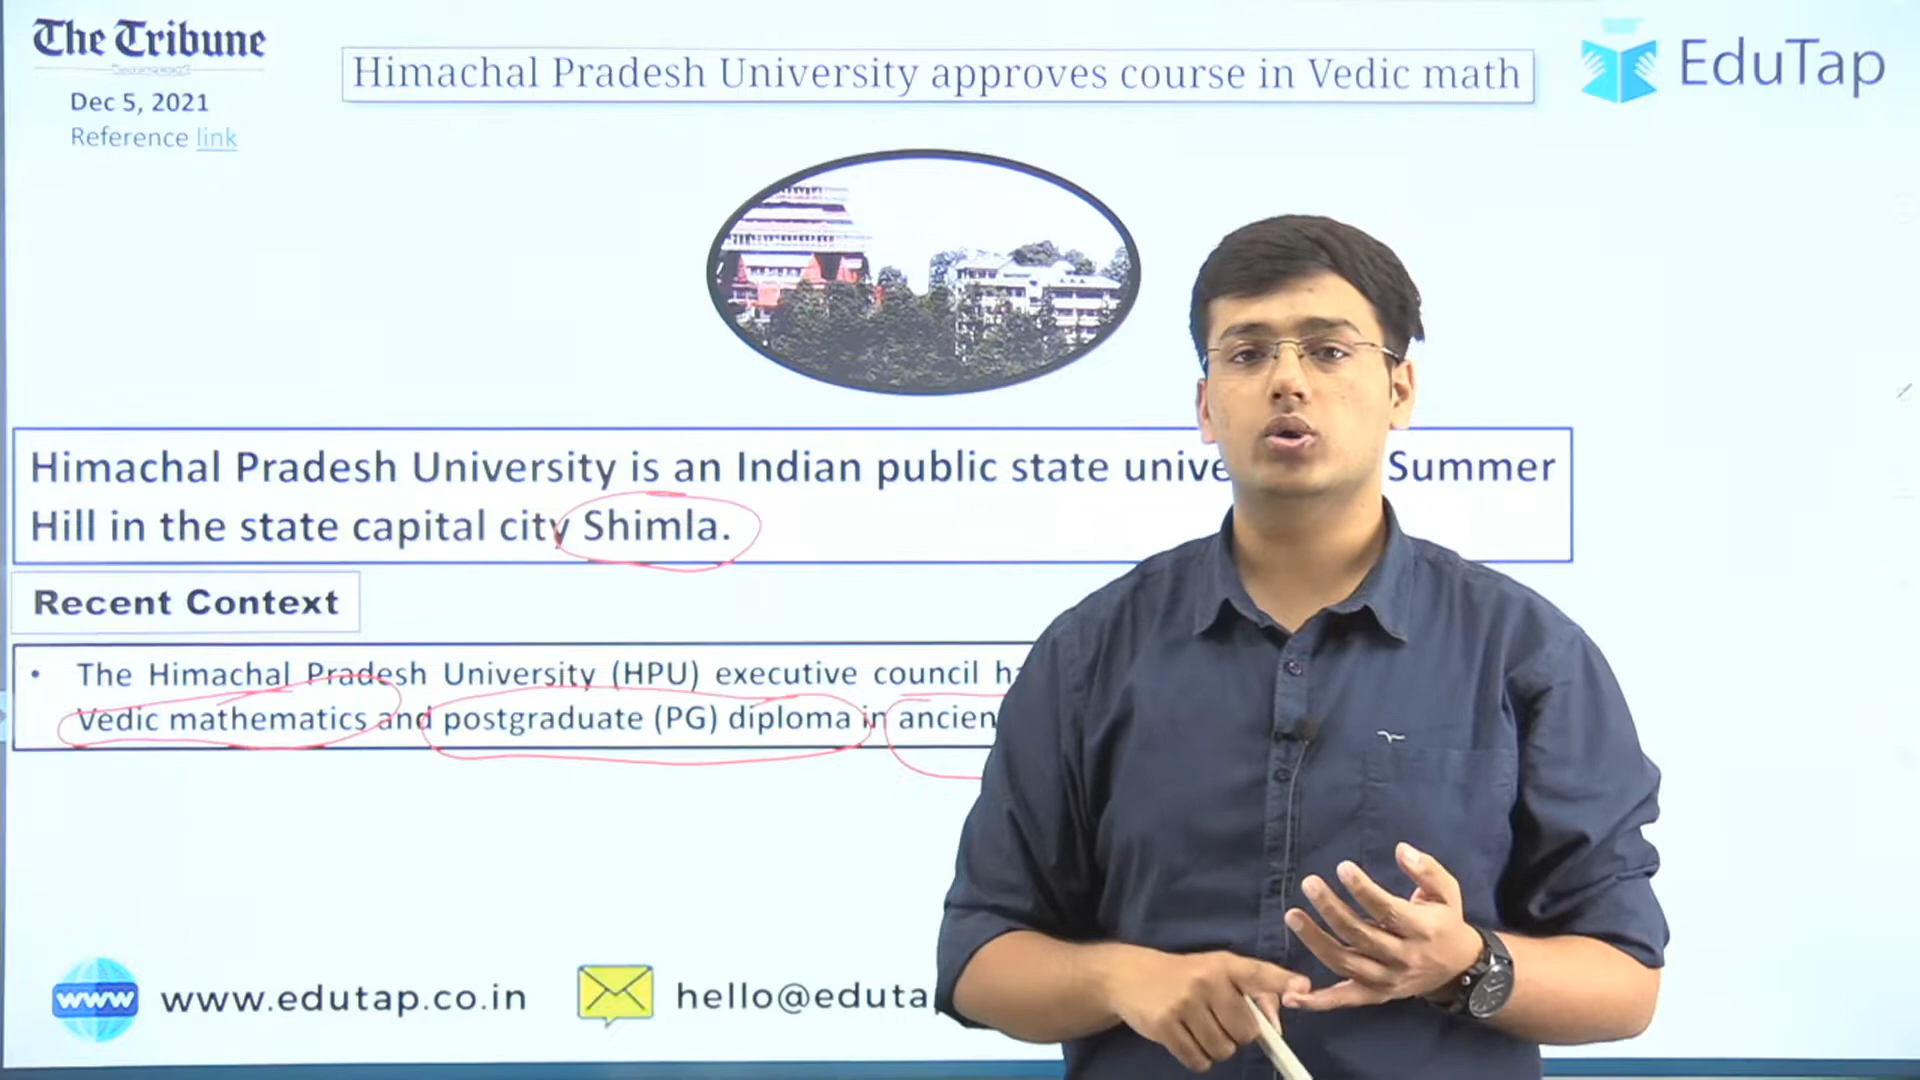 The Tribune
Dec 5, 2021
Reference link
Himachal Pradesh University approves course in Vedic math
EduTap
Himachal Pradesh University is an Indian public state Summer
Hill in the state capital city Shimla.
Recent Context
• The Himachal Pradesh University (HPU) executive council
Vedic mathematics and postgraduate (PG) diploma in
www
www.edutap.co.in
hello@eduta